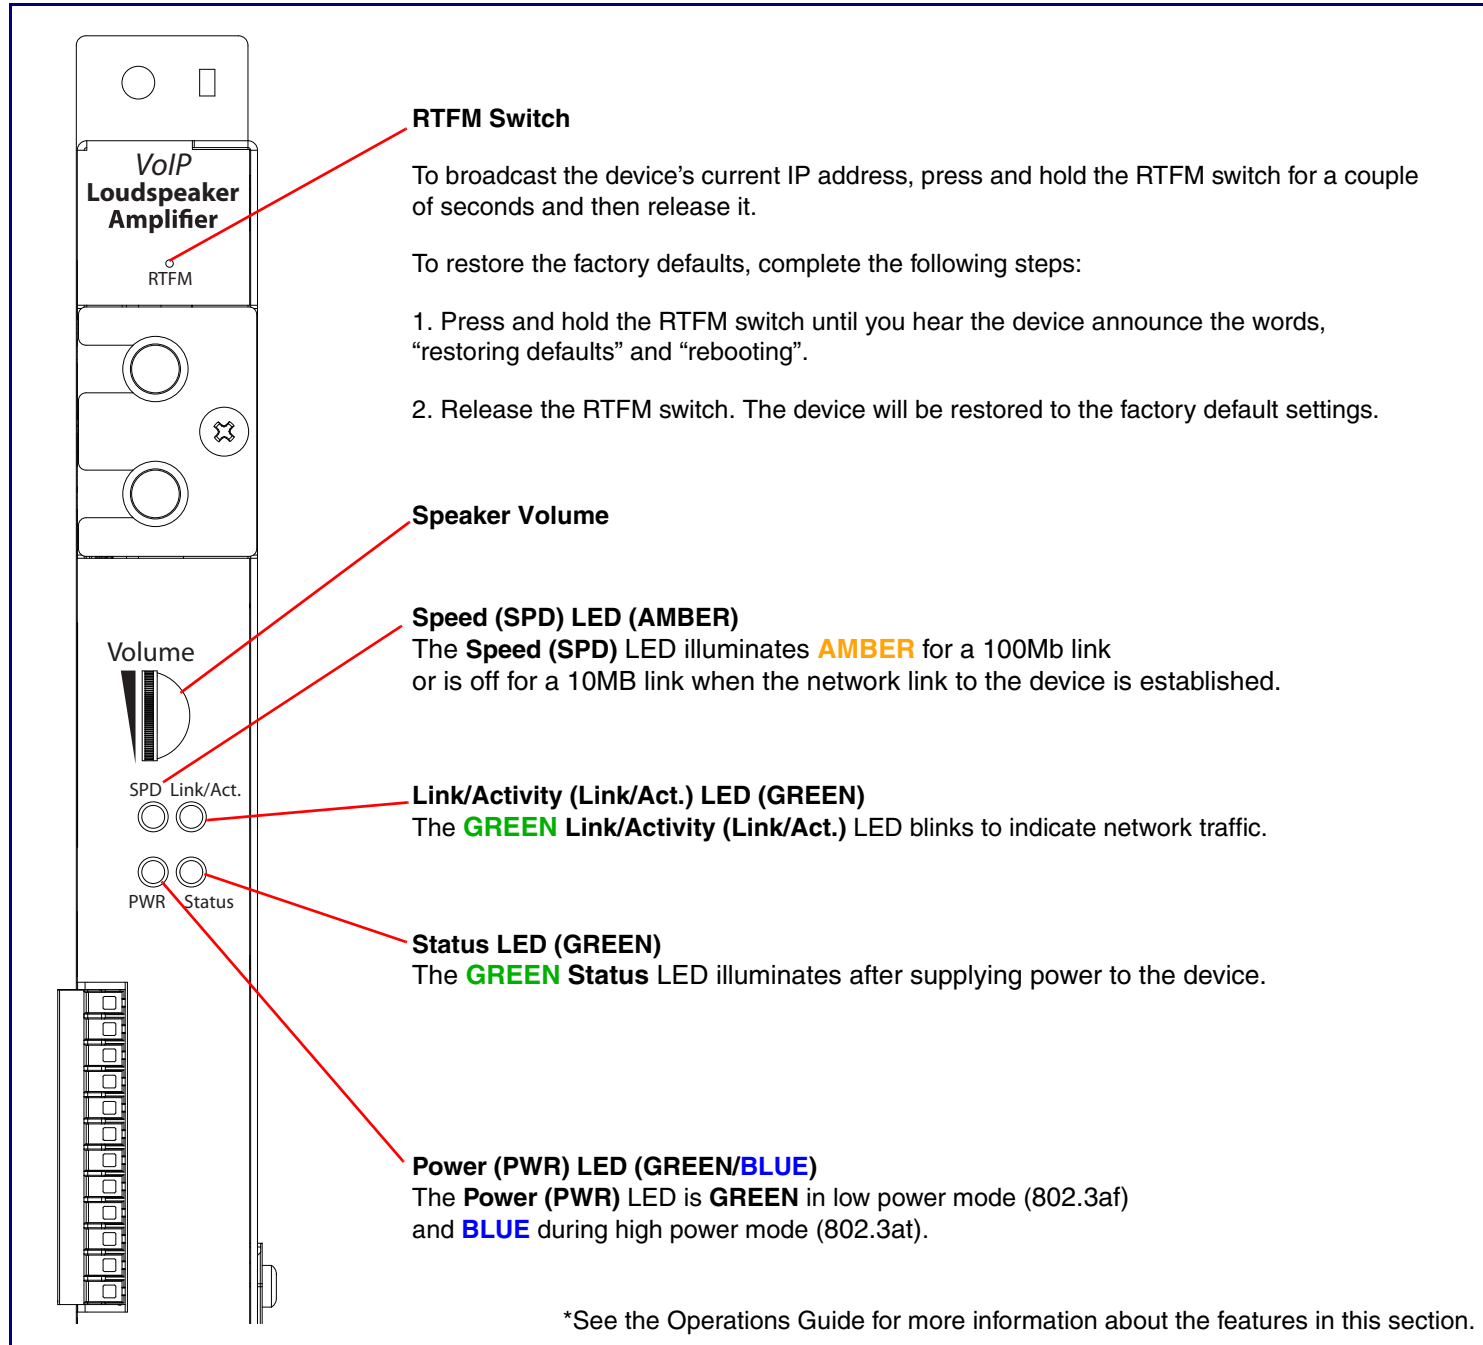 VoIP
Loudspeaker
Amplifier
RTFM
Volume
SPD Link/Act.
PWR Status
RTFM Switch
To broadcast the device’s current IP address, press and hold the RTFM switch for a couple
of seconds and then release it.
To restore the factory defaults, complete the following steps:
1. Press and hold the RTFM switch until you hear the device announce the words,
“restoring defaults” and “rebooting”.
2. Release the RTFM switch. The device will be restored to the factory default settings.
Speaker Volume
Speed (SPD) LED (AMBER)
The Speed (SPD) LED illuminates AMBER for a 100Mb link
or is off for a 10MB link when the network link to the device is established.
Link/Activity (Link/Act.) LED (GREEN)
The GREEN Link/Activity (Link/Act.) LED blinks to indicate network traffic.
Status LED (GREEN)
The GREEN Status LED illuminates after supplying power to the device.
Power (PWR) LED (GREEN/BLUE)
The Power (PWR) LED is GREEN in low power mode (802.3af)
and BLUE during high power mode (802.3at).
*See the Operations Guide for more information about the features in this section.